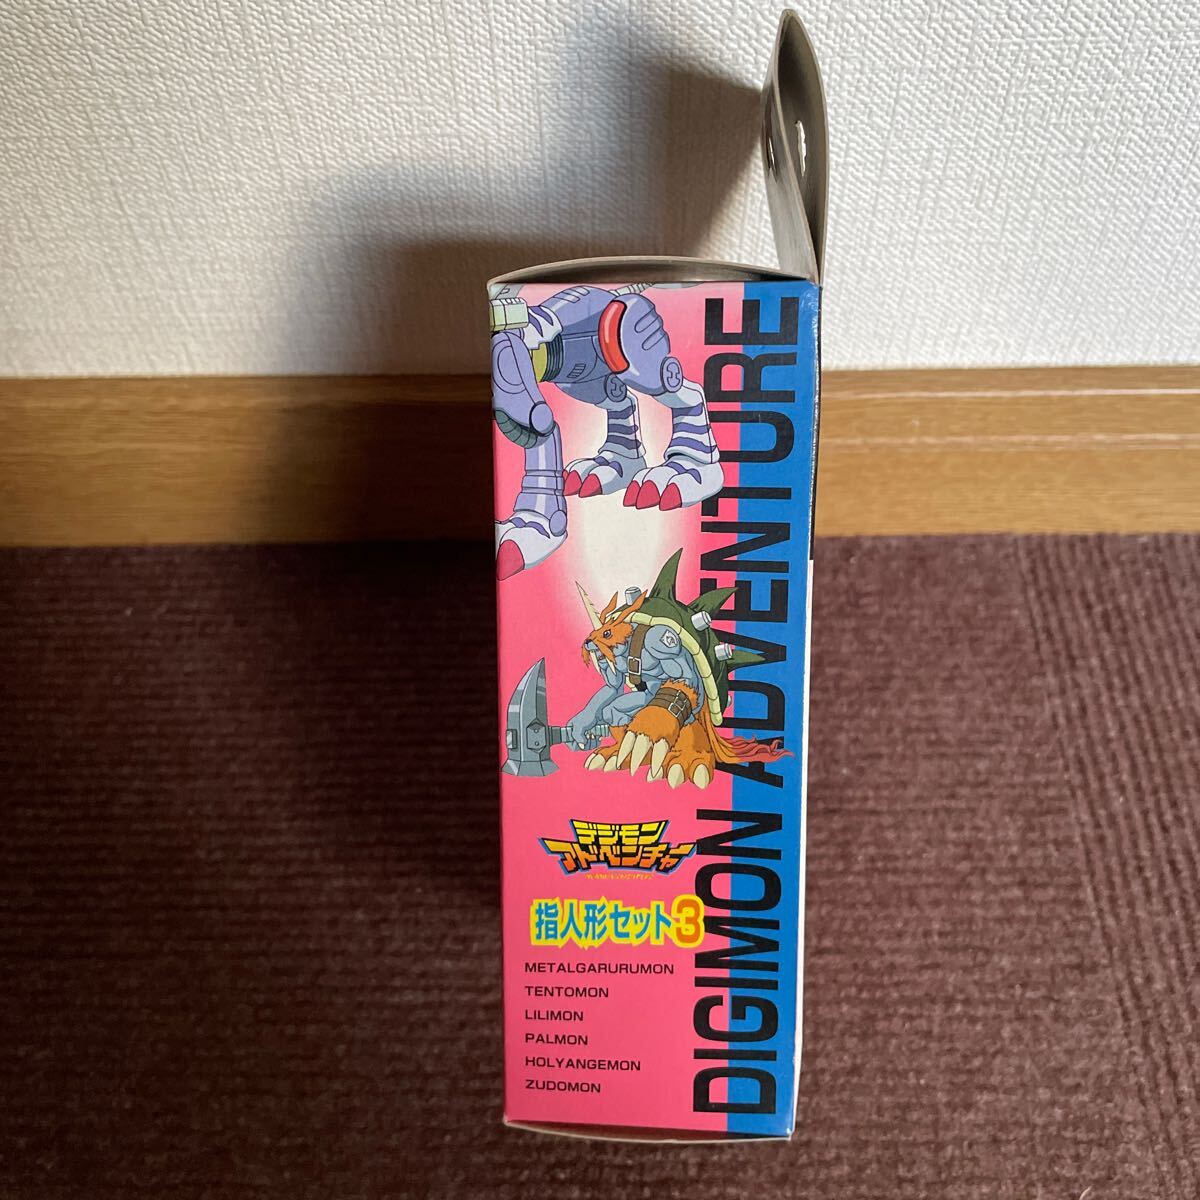 DIGIMON ADVENTURE
デジモン
アドベンチャー
指人形セット3
METALGARURUMON
TENTOMON
LILIMON
PALMON
HOLYANGEMON
ZUDOMON